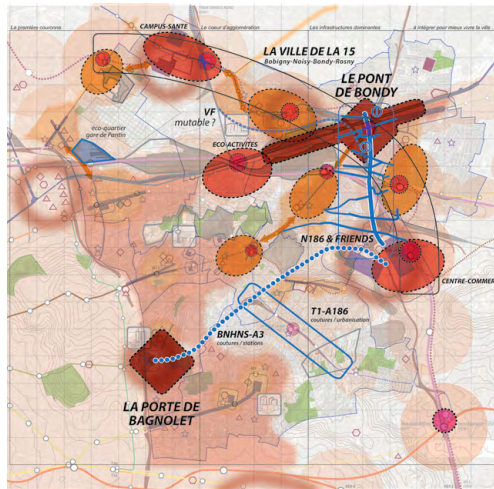 La première couronne
CAMPUS-SANTE
Le coeur d'agglomération
Les infrastructures dominantes
à intégrer pour mieux vivre la ville
LA VILLE DE LA 15
Bobigny-Noisy-Bondy-Rosny
LE PONT
DE BONDY
VF
mutable ?
éco-quartier
gare de Pantin
ECO-ACTIVITES
N186 & FRIENDS
CENTRE-COMMER
T1-A186
coutures / urbanisation
BNHNS-A3
coutures / stations
LA PORTE DE
BAGNOLET